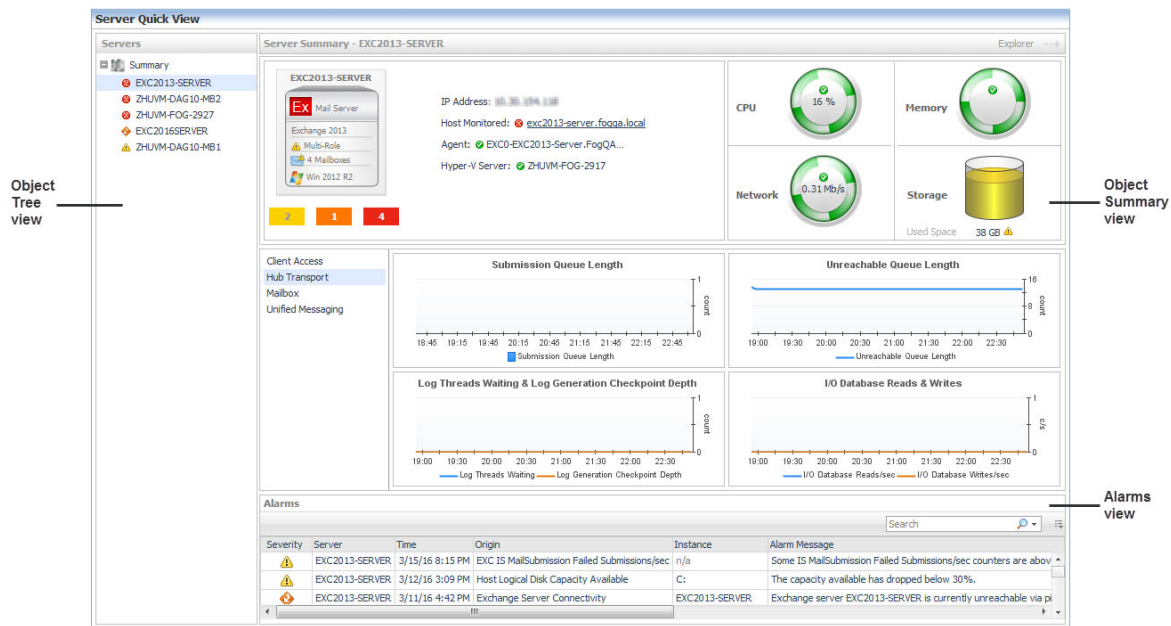 Server Quick View
Servers
Summary
EXC2013-SERVER
ZHUVM-DAG10-MB2
ZHUVM-FOG-2927
EXC2016SERVER
ZHUVM-DAG10-MB1
Object
Tree
view
Server Summary - EXC2013-SERVER
Explorer
EXC2013-SERVER
Ex Mail Server
Exchange 2013
Multi-Role
4 Mailboxes
Win 2012 R2
2 1 4
IP Address:
Host Monitored: exc2013-server.fogqa.local
Agent: EXC0-EXC2013-Server.FogQA...
Hyper-V Server: ZHUVM-FOG-2917
CPU
16 %
Memory
Network
0.31 Mb/s
Storage
Used Space 38 GB
Object
Summary
view
Client Access
Hub Transport
Mailbox
Unified Messaging
Submission Queue Length
1
count
0
18:45 19:15 19:45 20:15 20:45 21:15 21:45 22:15 22:45
Submission Queue Length
Unreachable Queue Length
16
8
count
0
19:00 19:30 20:00 20:30 21:00 21:30 22:00 22:30
Unreachable Queue Length
Log Threads Waiting & Log Generation Checkpoint Depth
1
count
0
19:00 19:30 20:00 20:30 21:00 21:30 22:00 22:30
Log Threads Waiting Log Generation Checkpoint Depth
I/O Database Reads & Writes
1
c/s
0
19:00 19:30 20:00 20:30 21:00 21:30 22:00 22:30
I/O Database Reads/sec I/O Database Writes/sec
Alarms
Alarms
view
Search
Severity Server Time Origin Instance Alarm Message
EXC2013-SERVER 3/15/16 8:15 PM EXC IS MailSubmission Failed Submissions/sec n/a Some IS MailSubmission Failed Submissions/sec counters are abov
EXC2013-SERVER 3/12/16 3:09 PM Host Logical Disk Capacity Available C: The capacity available has dropped below 30%.
EXC2013-SERVER 3/11/16 4:42 PM Exchange Server Connectivity EXC2013-SERVER Exchange server EXC2013-SERVER is currently unreachable via pi